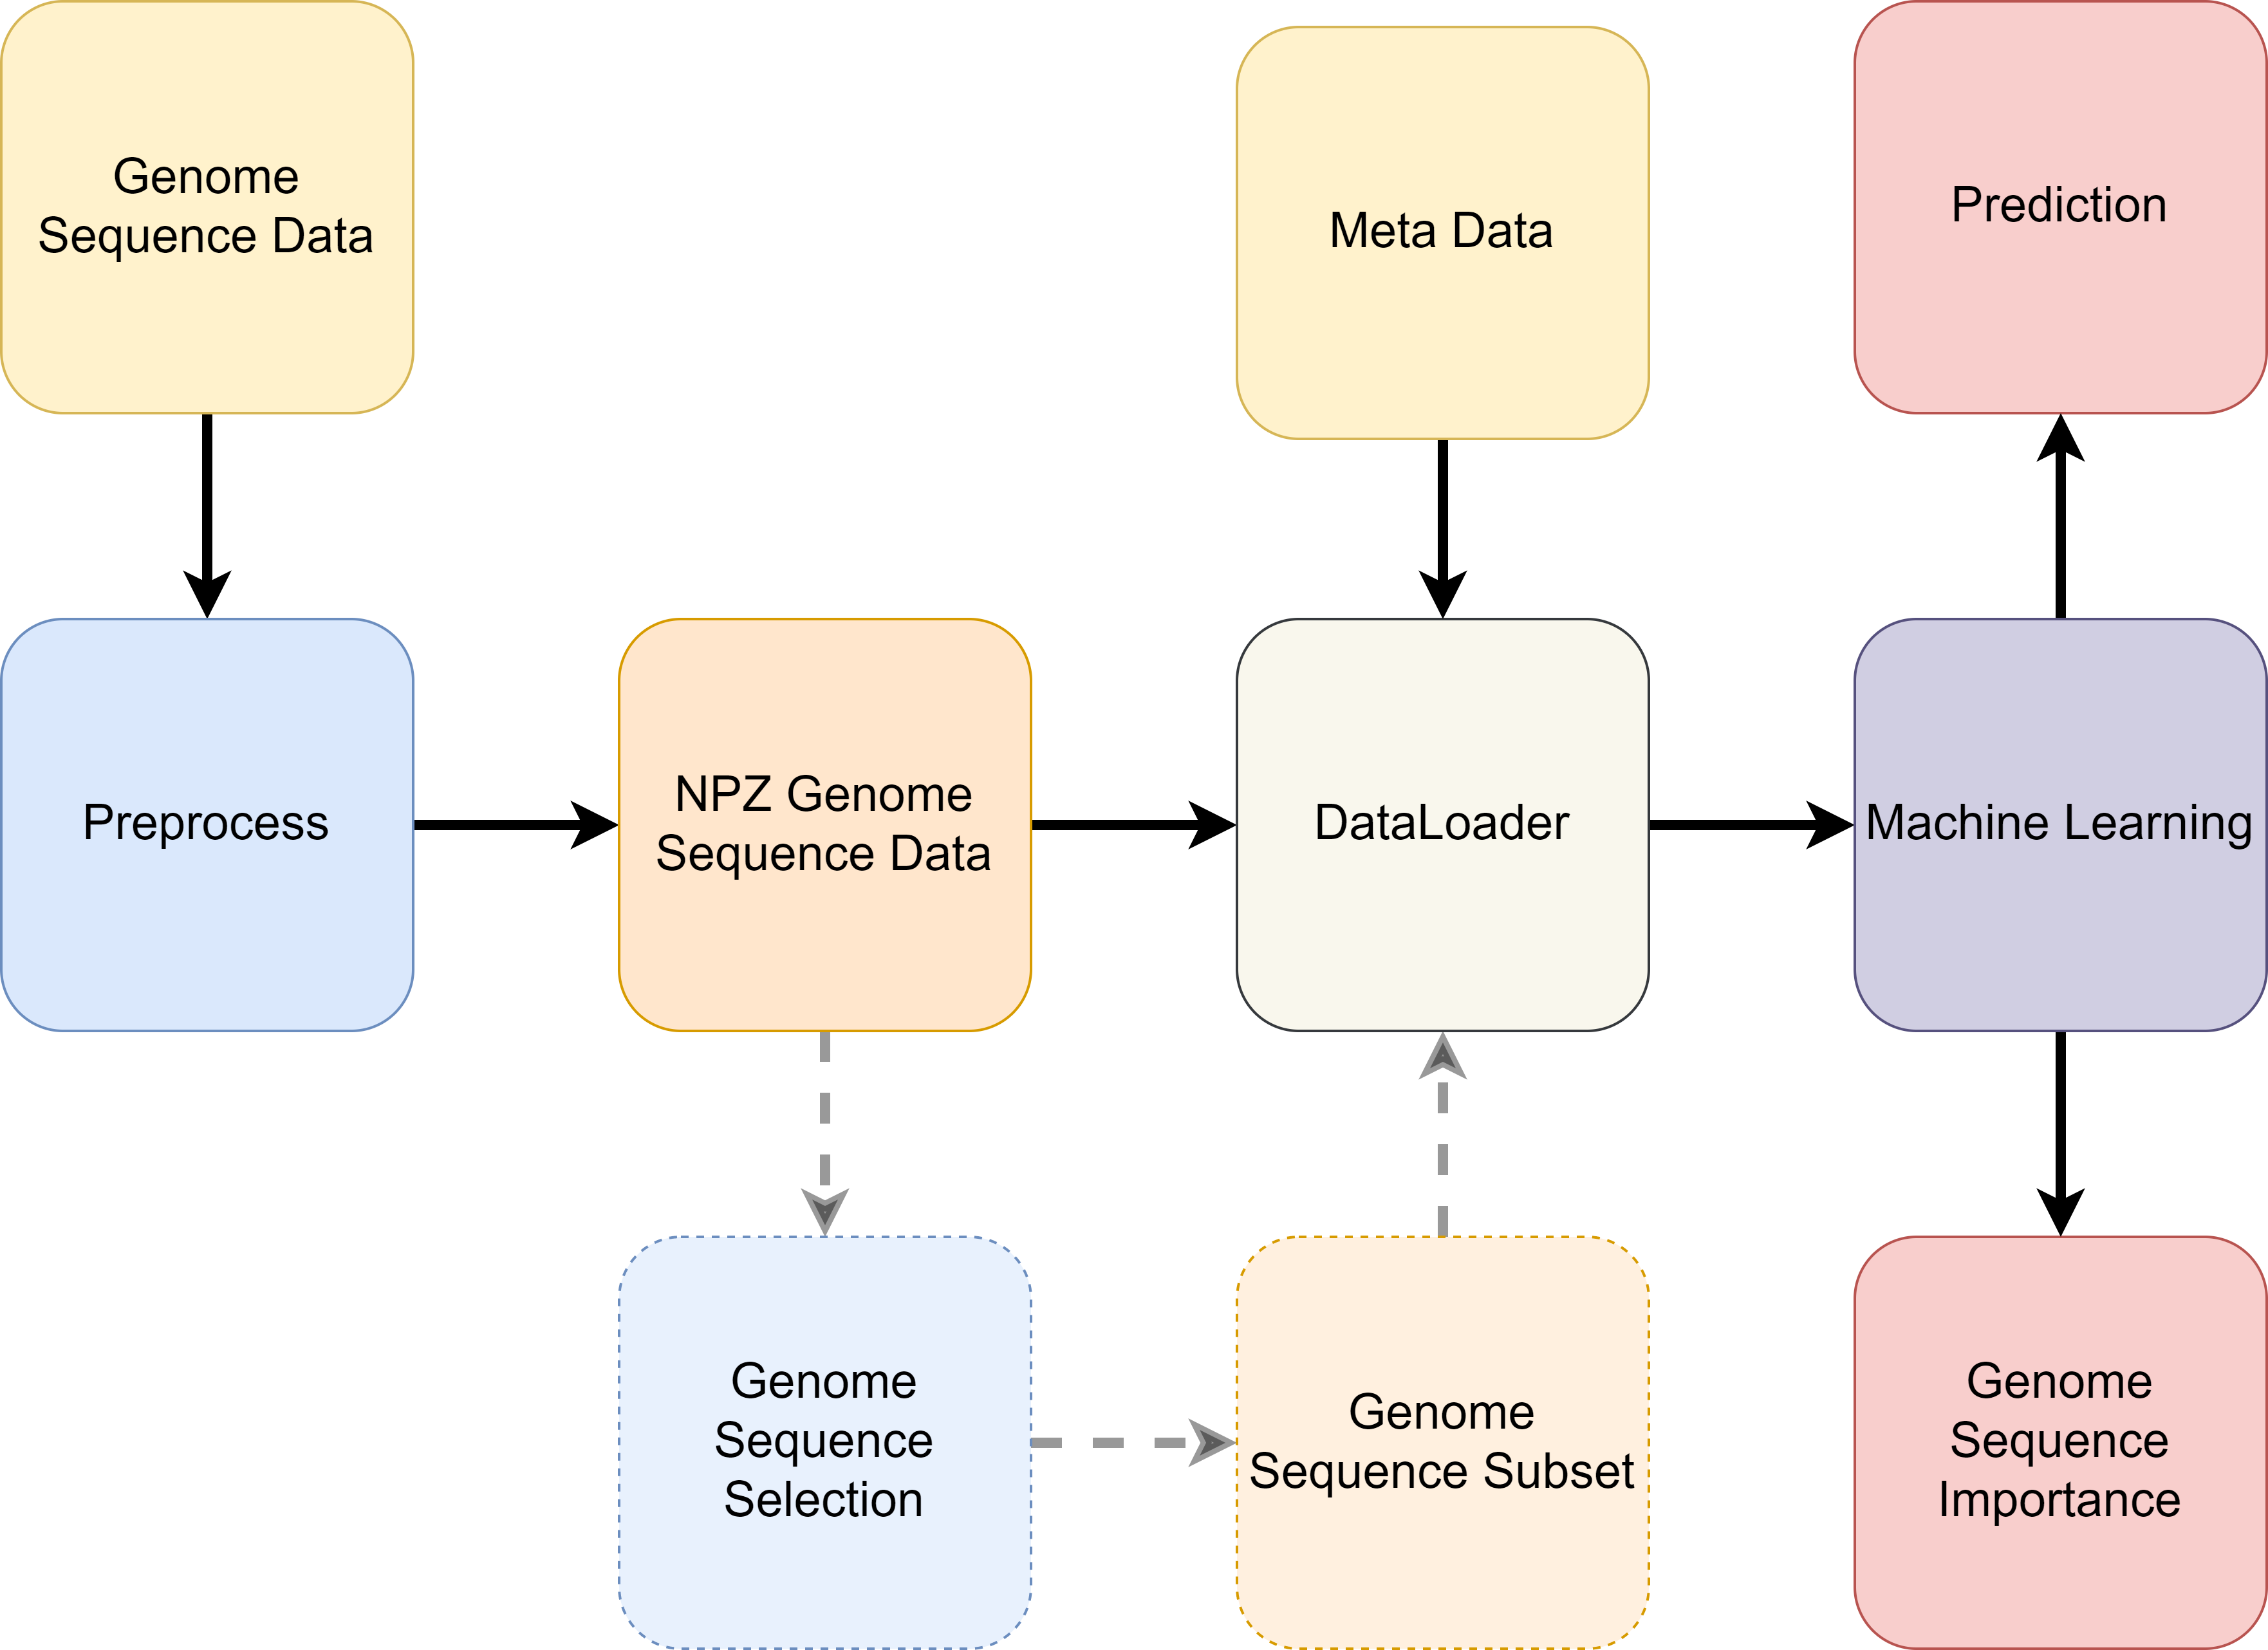 Genome
Sequence Data
Meta Data
Prediction
Preprocess
NPZ Genome
Sequence Data
DataLoader
Machine Learning
Genome
Sequence
Selection
Genome
Sequence Subset
Genome
Sequence
Importance